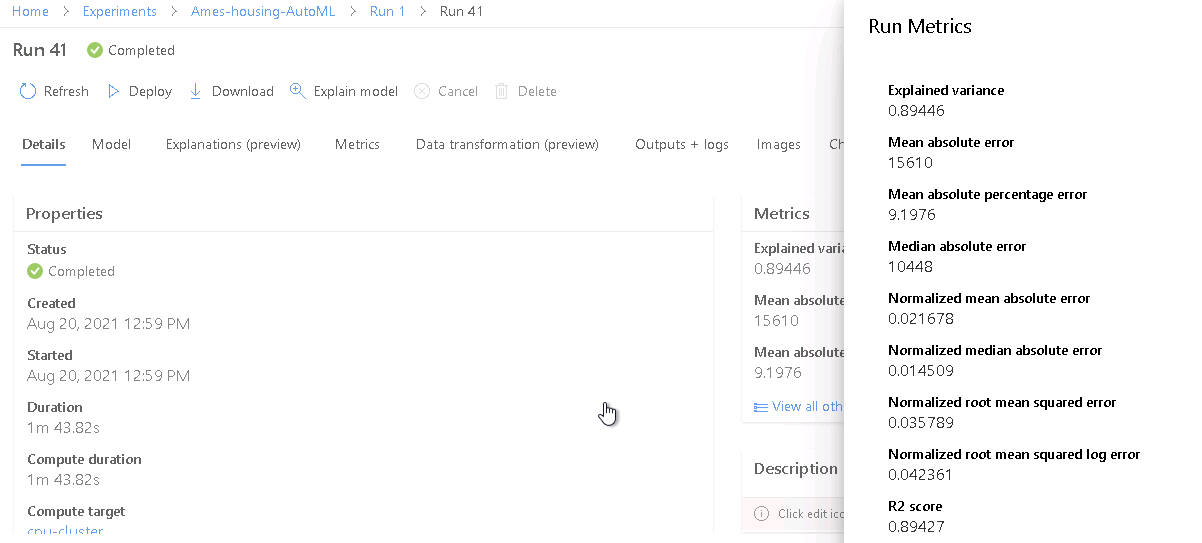 Home > Experiments > Ames-housing-AutoML > Run 1 > Run 41
Run 41 Completed
Refresh Deploy Download Explain model Cancel Delete
Details Model Explanations (preview) Metrics Data transformation (preview) Outputs + logs Images Ch
Properties
Status
Completed
Created
Aug 20, 2021 12:59 PM
Started
Aug 20, 2021 12:59 PM
Duration
1m 43.82s
Compute duration
1m 43.82s
Compute target
cpu-cluster
Metrics
Explained varia
0.89446
Mean absolute
15610
Mean absolute
9.1976
View all oth
Description
Click edit ico
Run Metrics
Explained variance
0.89446
Mean absolute error
15610
Mean absolute percentage error
9.1976
Median absolute error
10448
Normalized mean absolute error
0.021678
Normalized median absolute error
0.014509
Normalized root mean squared error
0.035789
Normalized root mean squared log error
0.042361
R2 score
0.89427